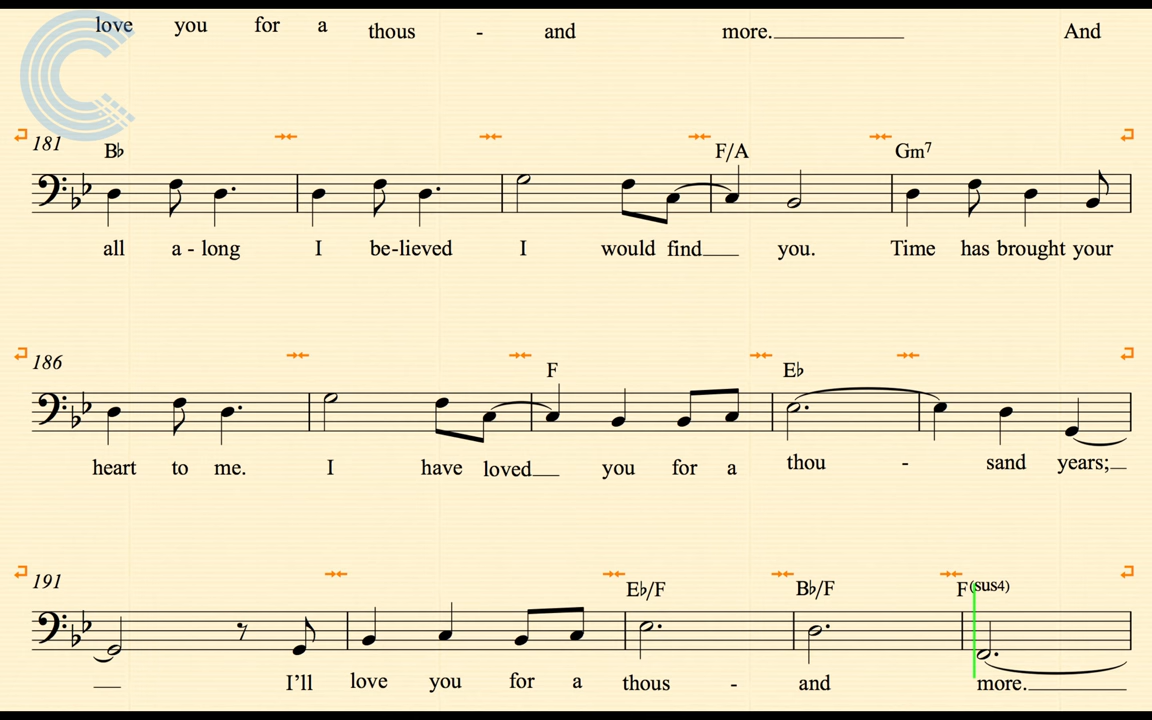 love you for a thous - and more. And
181
B♭ F/A Gm7
all a - long I be-lieved I would find you. Time has brought your
186
F E♭
heart to me. I have loved you for a thou - sand years;
191
E♭/F B♭/F F(sus4)
I'll love you for a thous - and more.